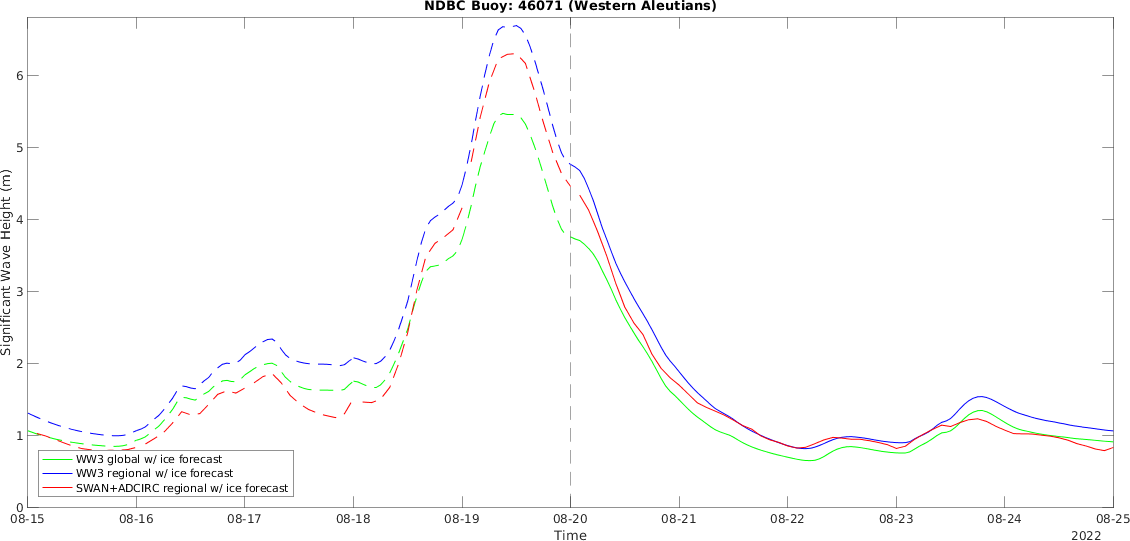 NDBC Buoy: 46071 (Western Aleutians)
Significant Wave Height (m)
6
5
4
3
2
1
0
WW3 global w/ ice forecast
WW3 regional w/ ice forecast
SWAN+ADCIRC regional w/ ice forecast
08-15 08-16 08-17 08-18 08-19 08-20 08-21 08-22 08-23 08-24 08-25
Time
2022